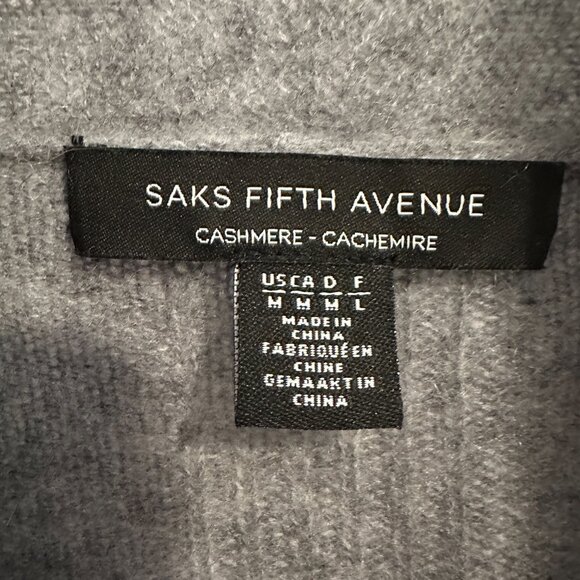 SAKS FIFTH AVENUE
CASHMERE - CACHEMIRE
US CA D F
M M M L
MADE IN
CHINA
FABRIQUÉ EN
CHINE
GEMAAKT IN
CHINA